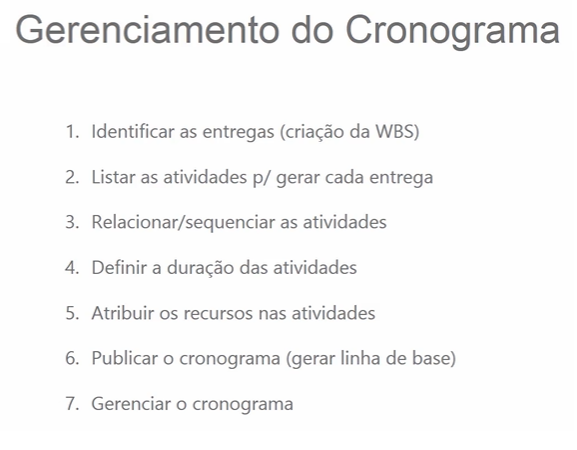 Gerenciamento do Cronograma
1. Identificar as entregas (criação da WBS)
2. Listar as atividades p/ gerar cada entrega
3. Relacionar/sequenciar as atividades
4. Definir a duração das atividades
5. Atribuir os recursos nas atividades
6. Publicar o cronograma (gerar linha de base)
7. Gerenciar o cronograma